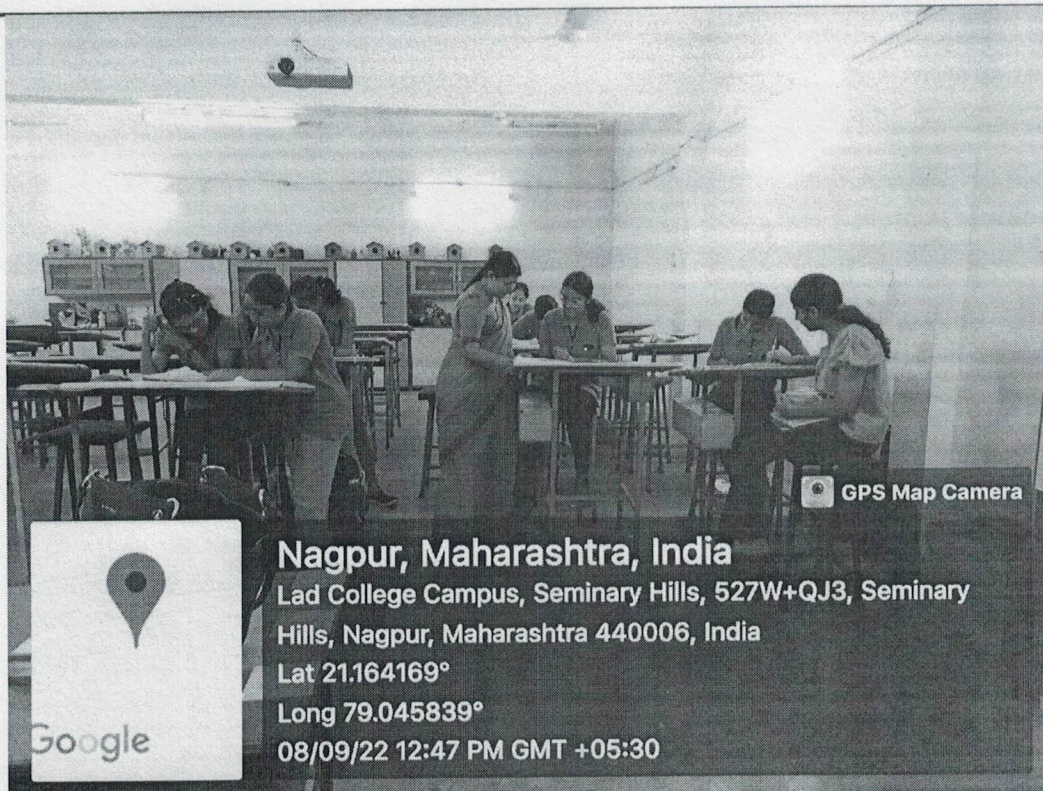 GPS Map Camera
Nagpur, Maharashtra, India
Lad College Campus, Seminary Hills, 527W+QJ3, Seminary
Hills, Nagpur, Maharashtra 440006, India
Lat 21.164169°
Long 79.045839°
08/09/22 12:47 PM GMT +05:30
Google